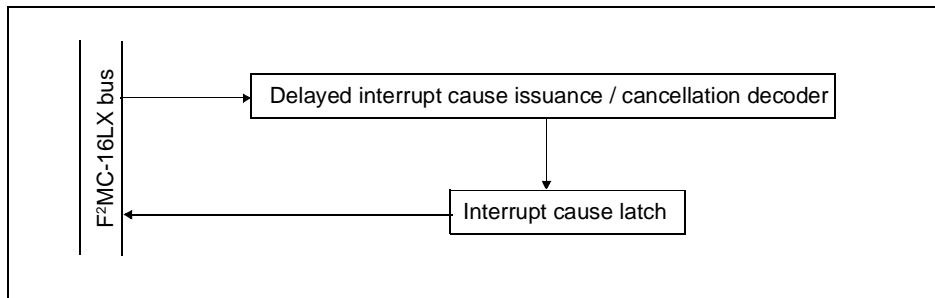 F²MC-16LX bus
Delayed interrupt cause issuance / cancellation decoder
Interrupt cause latch